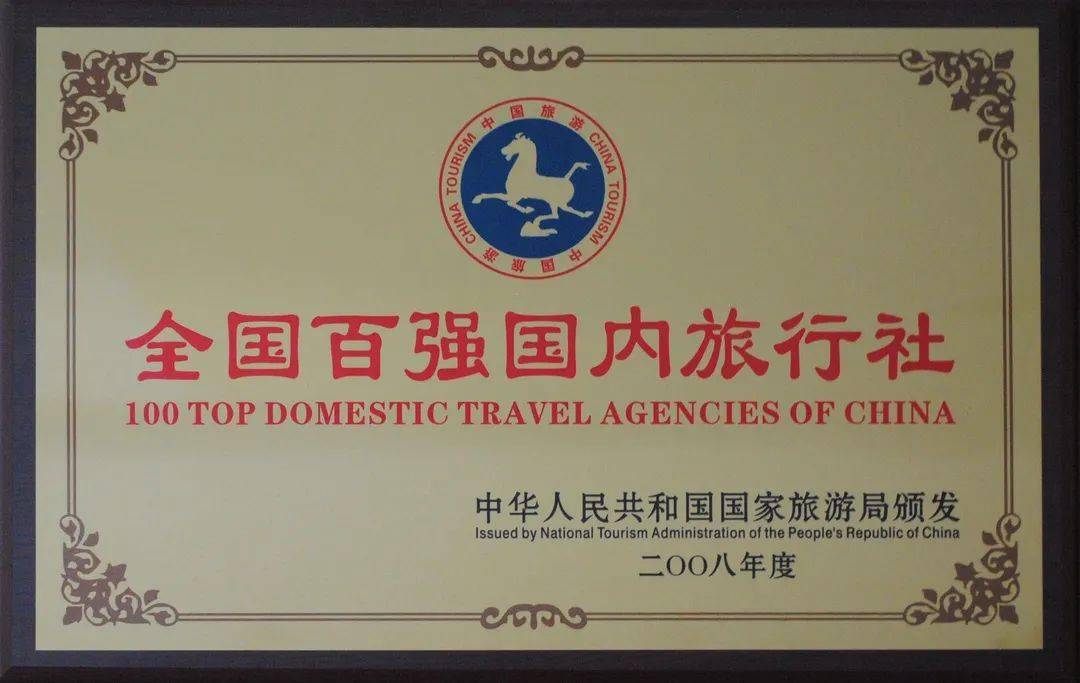 中国旅游 CHINA TOURISM 中国旅游 CHINA TOURISM
全国百强国内旅行社
100 TOP DOMESTIC TRAVEL AGENCIES OF CHINA
中华人民共和国国家旅游局颁发
Issued by National Tourism Administration of the People's Republic of China
二〇〇八年度